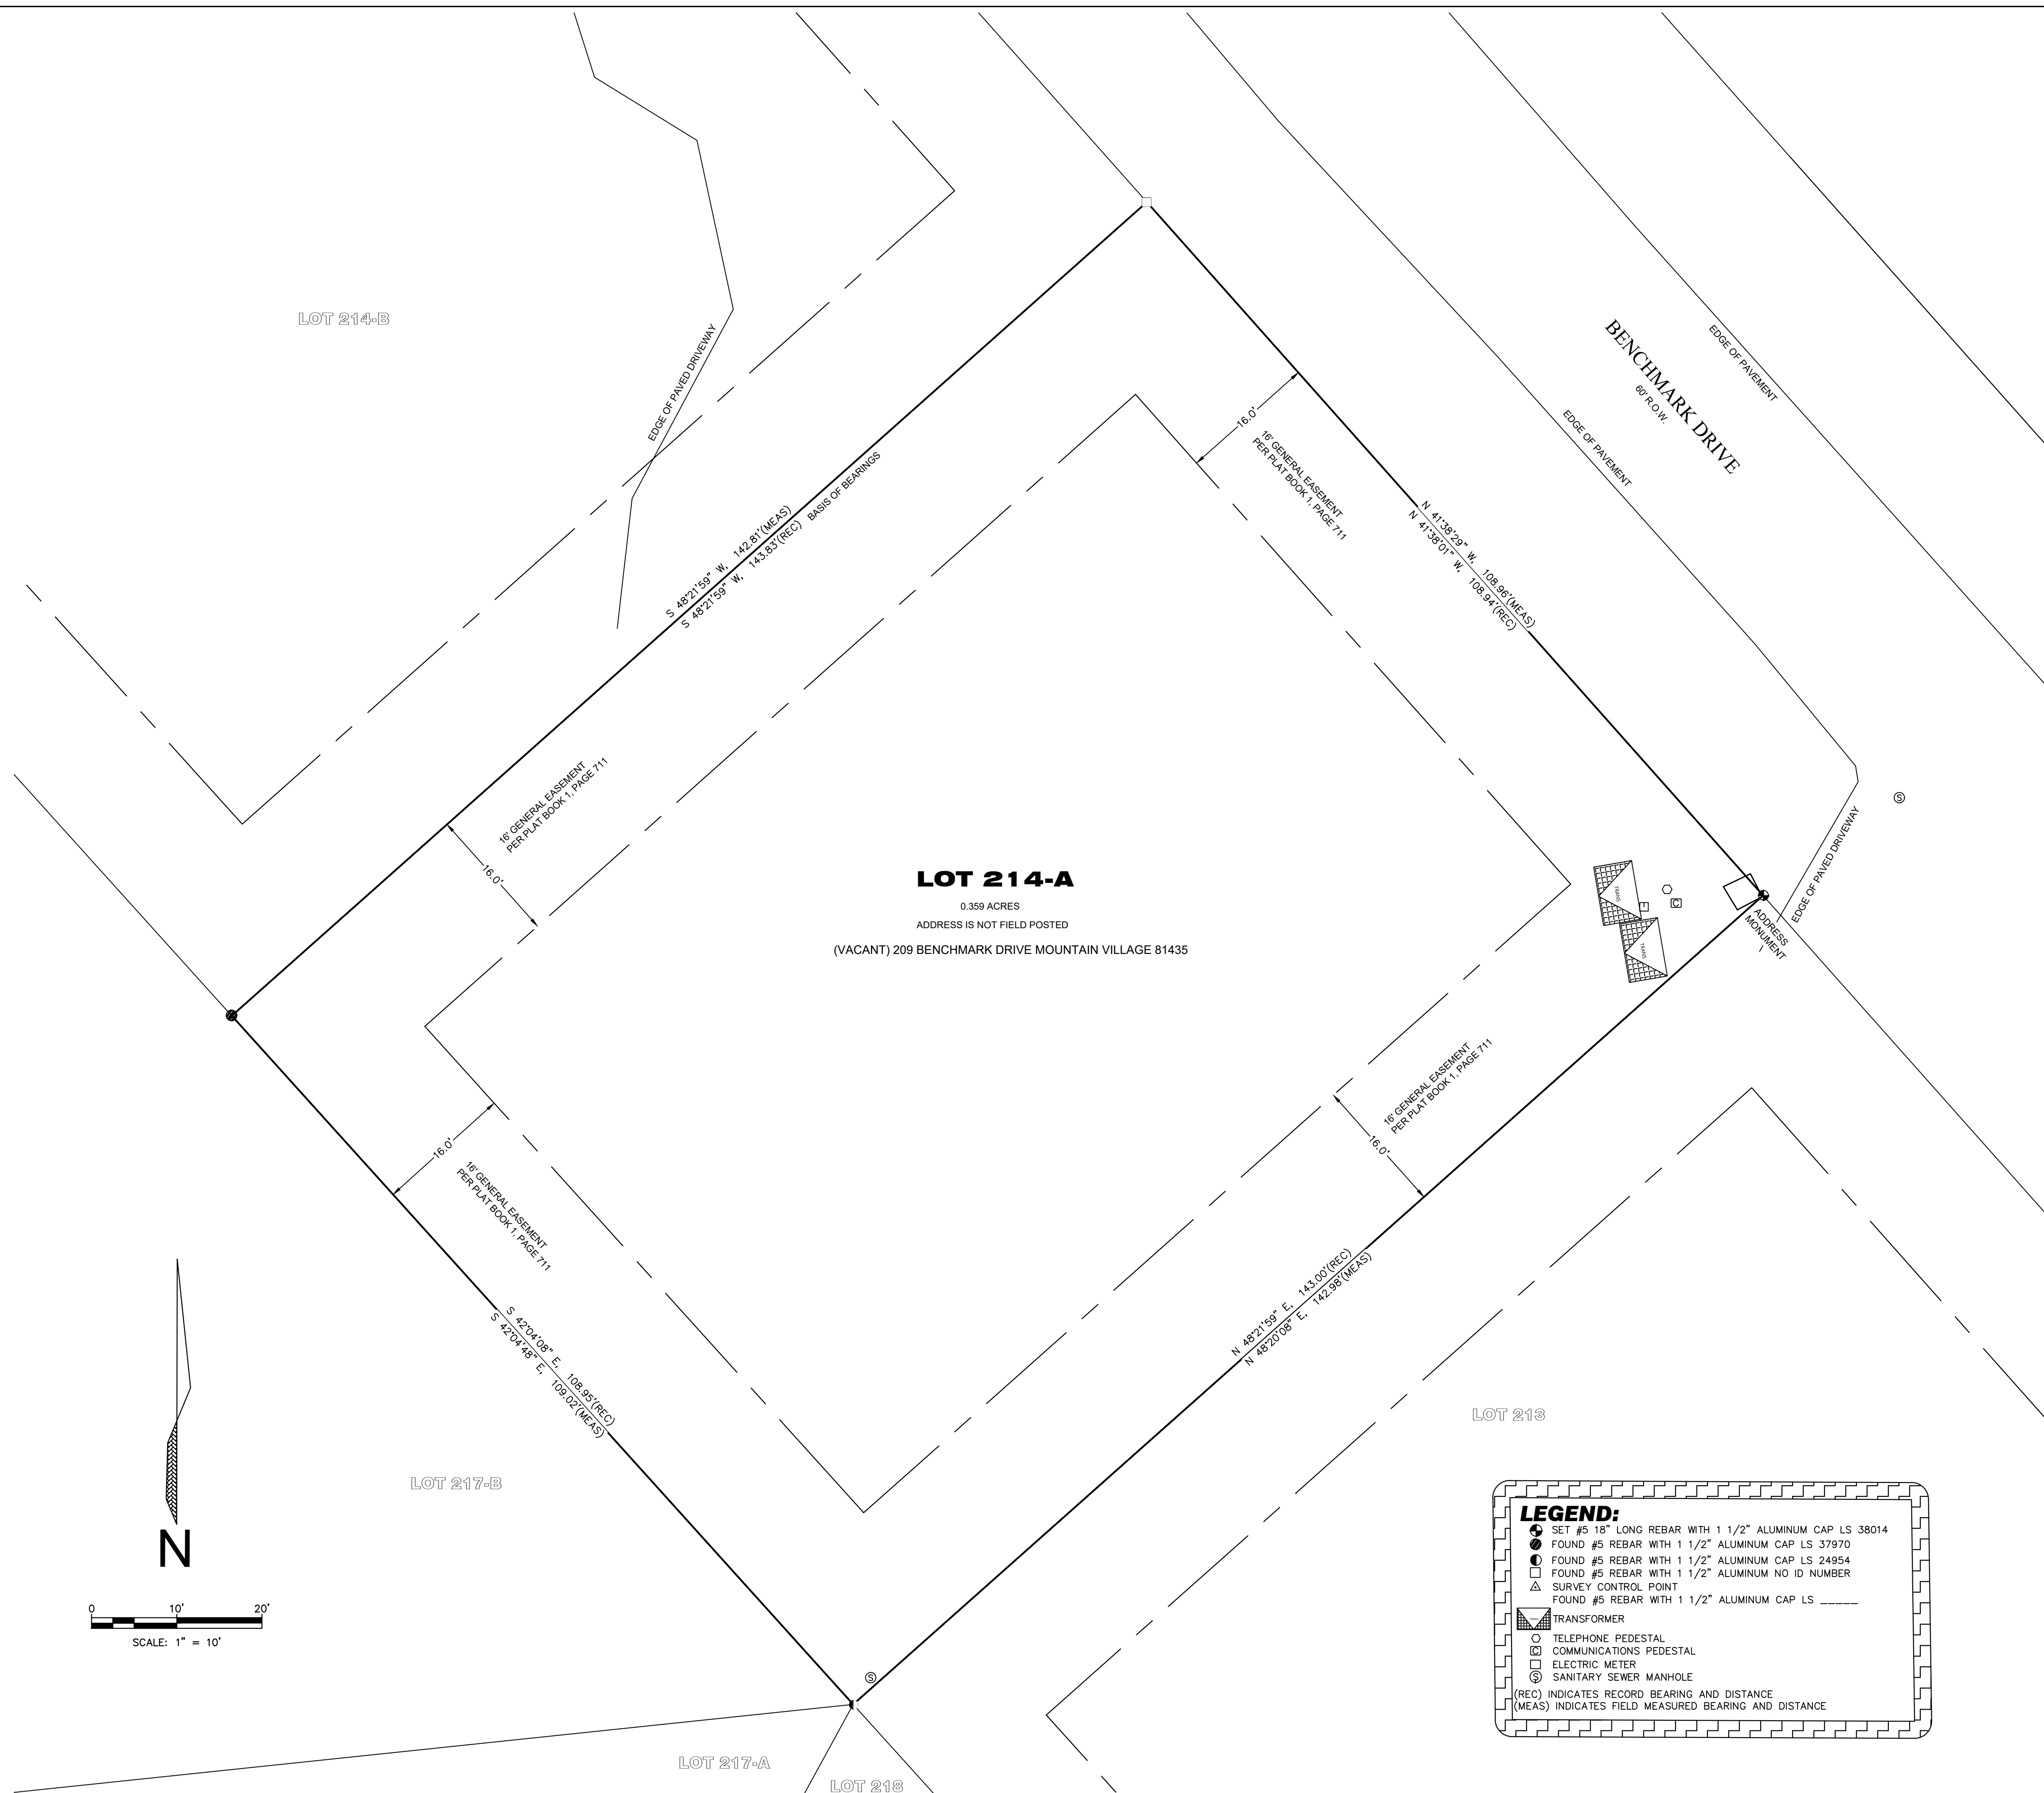 LOT 214-B
EDGE OF PAVED DRIVEWAY
BENCHMARK DRIVE
60' R.O.W.
EDGE OF PAVEMENT
EDGE OF PAVEMENT
S 48°21'59" W, 142.81'(MEAS)
S 48°21'59" W, 143.83'(REC) BASIS OF BEARINGS
16.0'
16' GENERAL EASEMENT
PER PLAT BOOK 1, PAGE 711
N 41°38'29" W, 108.96'(MEAS)
N 41°38'01" W, 108.94'(REC)
16' GENERAL EASEMENT
PER PLAT BOOK 1, PAGE 711
16.0'
LOT 214-A
0.359 ACRES
ADDRESS IS NOT FIELD POSTED
(VACANT) 209 BENCHMARK DRIVE MOUNTAIN VILLAGE 81435
S
TRANS
T
C
TRANS
ADDRESS
MONUMENT
EDGE OF PAVED DRIVEWAY
16' GENERAL EASEMENT
PER PLAT BOOK 1, PAGE 711
16.0'
16.0'
16' GENERAL EASEMENT
PER PLAT BOOK 1, PAGE 711
N 48°21'59" E, 143.00'(REC)
N 48°20'08" E, 142.98'(MEAS)
S 42°04'08" E, 108.95'(REC)
S 42°04'48" E, 109.02'(MEAS)
LOT 213
LOT 217-B
N
0 10' 20'
SCALE: 1" = 10'
S
LOT 217-A
LOT 218
LEGEND:
SET #5 18" LONG REBAR WITH 1 1/2" ALUMINUM CAP LS 38014
FOUND #5 REBAR WITH 1 1/2" ALUMINUM CAP LS 37970
FOUND #5 REBAR WITH 1 1/2" ALUMINUM CAP LS 24954
FOUND #5 REBAR WITH 1 1/2" ALUMINUM NO ID NUMBER
SURVEY CONTROL POINT
FOUND #5 REBAR WITH 1 1/2" ALUMINUM CAP LS _____
TRANS TRANSFORMER
TELEPHONE PEDESTAL
C COMMUNICATIONS PEDESTAL
ELECTRIC METER
S SANITARY SEWER MANHOLE
(REC) INDICATES RECORD BEARING AND DISTANCE
(MEAS) INDICATES FIELD MEASURED BEARING AND DISTANCE